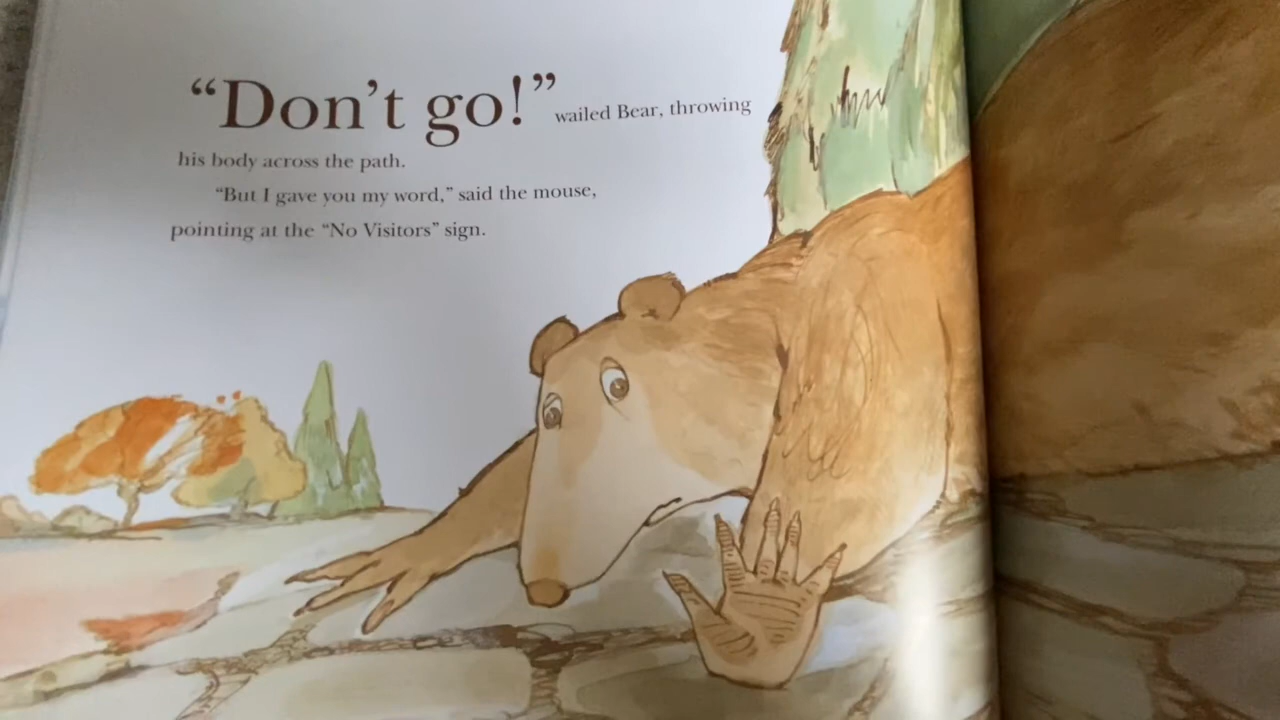 “Don’t go!” wailed Bear, throwing
his body across the path.
“But I gave you my word,” said the mouse,
pointing at the “No Visitors” sign.